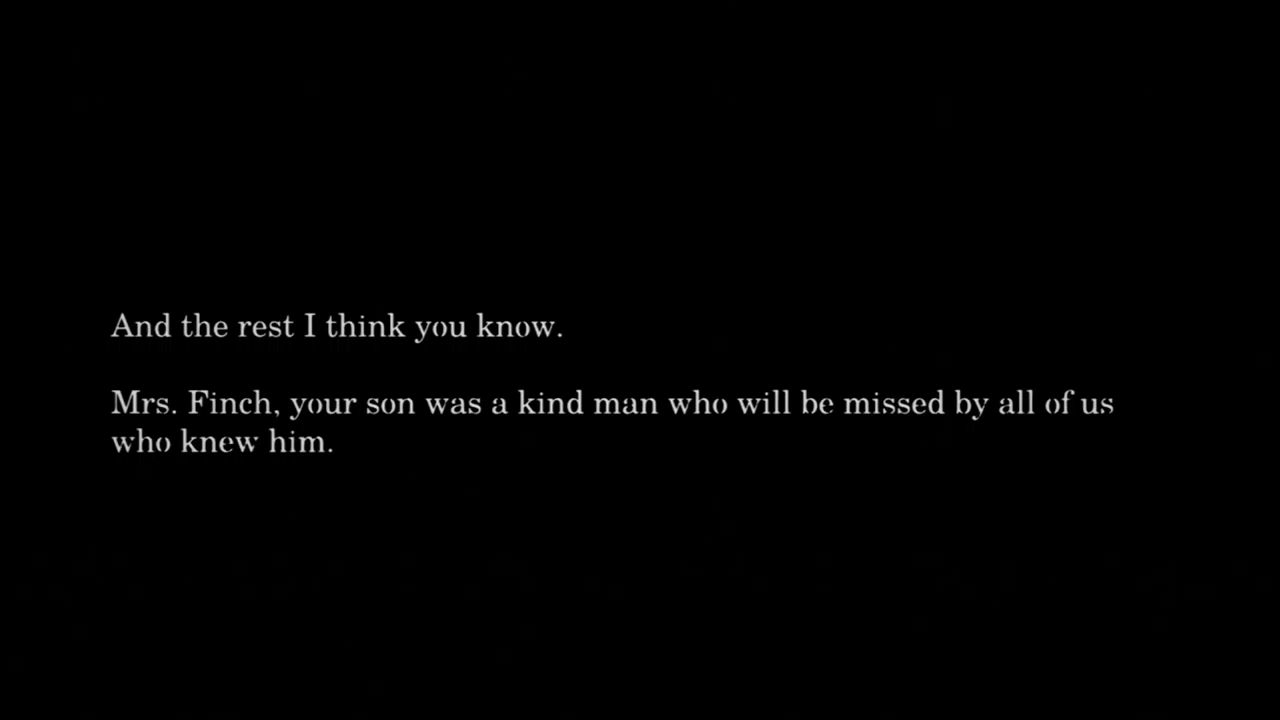 And the rest I think you know.
Mrs. Finch, your son was a kind man who will be missed by all of us
who knew him.